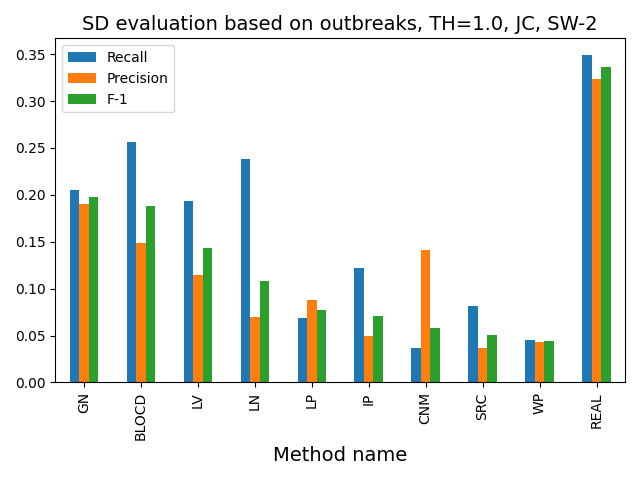 SD evaluation based on outbreaks, TH=1.0, JC, SW-2
Recall
Precision
F-1
0.35
0.30
0.25
0.20
0.15
0.10
0.05
0.00
GN
BLOCD
LV
LN
LP
IP
CNM
SRC
WP
REAL
Method name